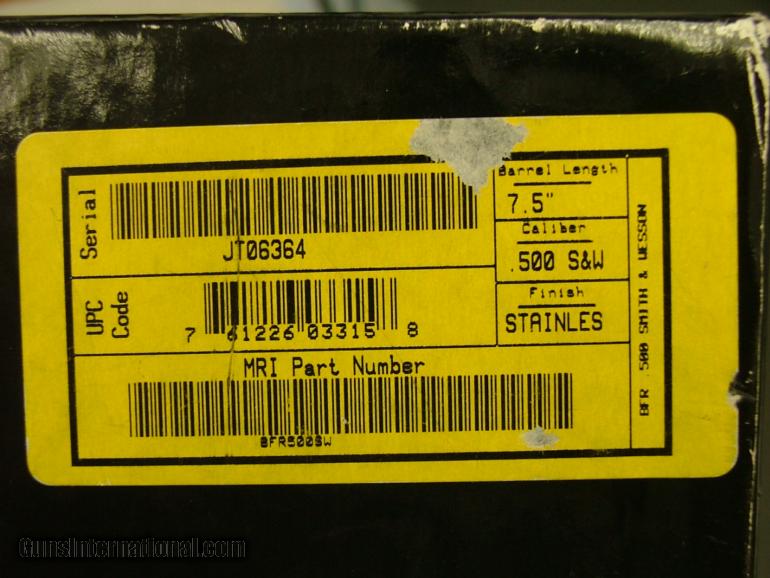 Serial
JT06364
UPC
Code
7 61226 03315 8
MRI Part Number
BFR500SW
Barrel Length
7.5"
Caliber
.500 S&W
Finish
STAINLES
BFR .500 SMITH & WESSON
GunsInternational.com